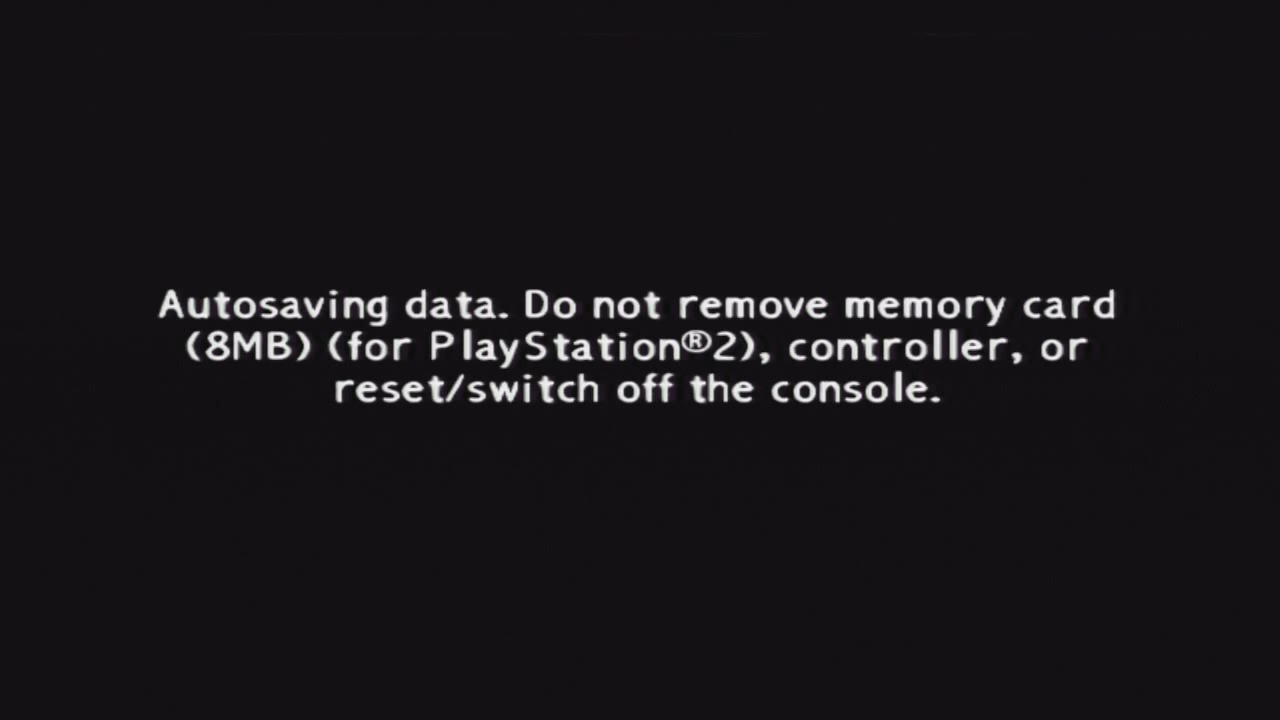 Autosaving data. Do not remove memory card
(8MB) (for PlayStation®2), controller, or
reset/switch off the console.